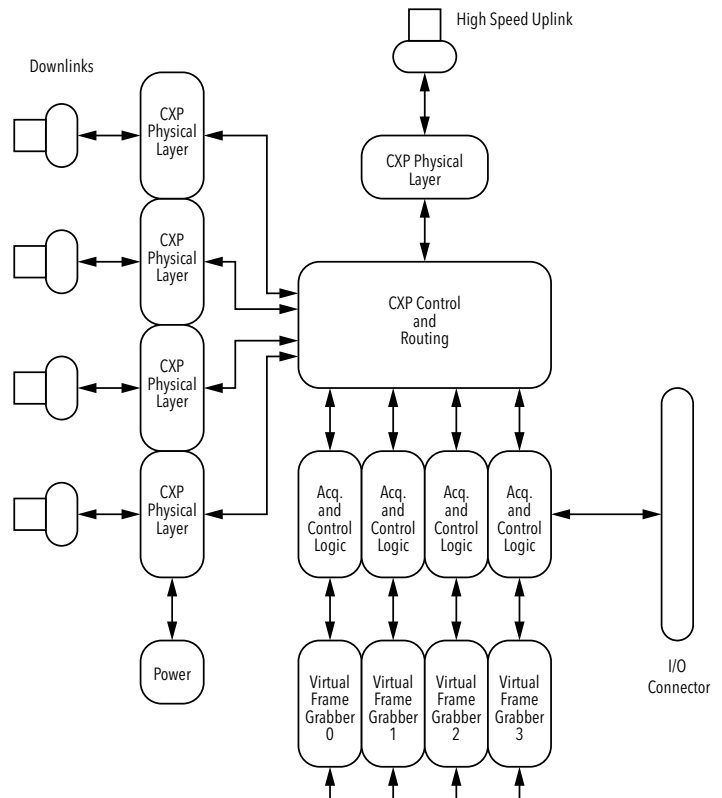 High Speed Uplink
Downlinks
CXP
Physical
Layer
CXP Physical
Layer
CXP
Physical
Layer
CXP Control
and
Routing
CXP
Physical
Layer
CXP
Physical
Layer
Acq.
and
Control
Logic
Acq.
and
Control
Logic
Acq.
and
Control
Logic
Acq.
and
Control
Logic
Power
Virtual
Frame
Grabber
0
Virtual
Frame
Grabber
1
Virtual
Frame
Grabber
2
Virtual
Frame
Grabber
3
I/O
Connector